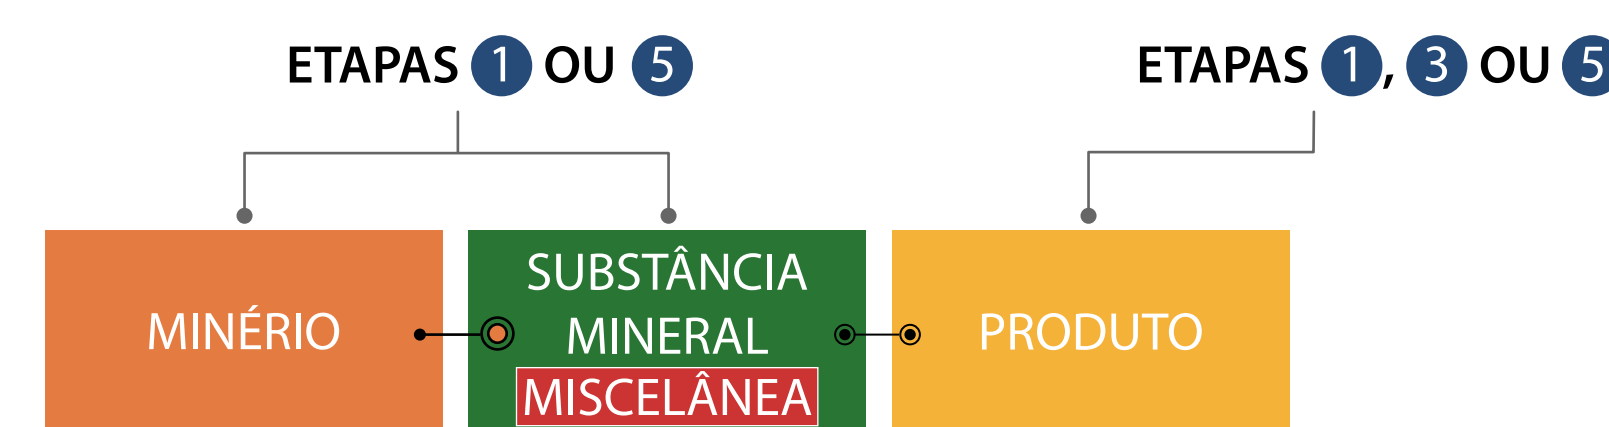 ETAPAS 1 OU 5
ETAPAS 1, 3 OU 5
MINÉRIO
SUBSTÂNCIA
MINERAL
MISCELÂNEA
PRODUTO